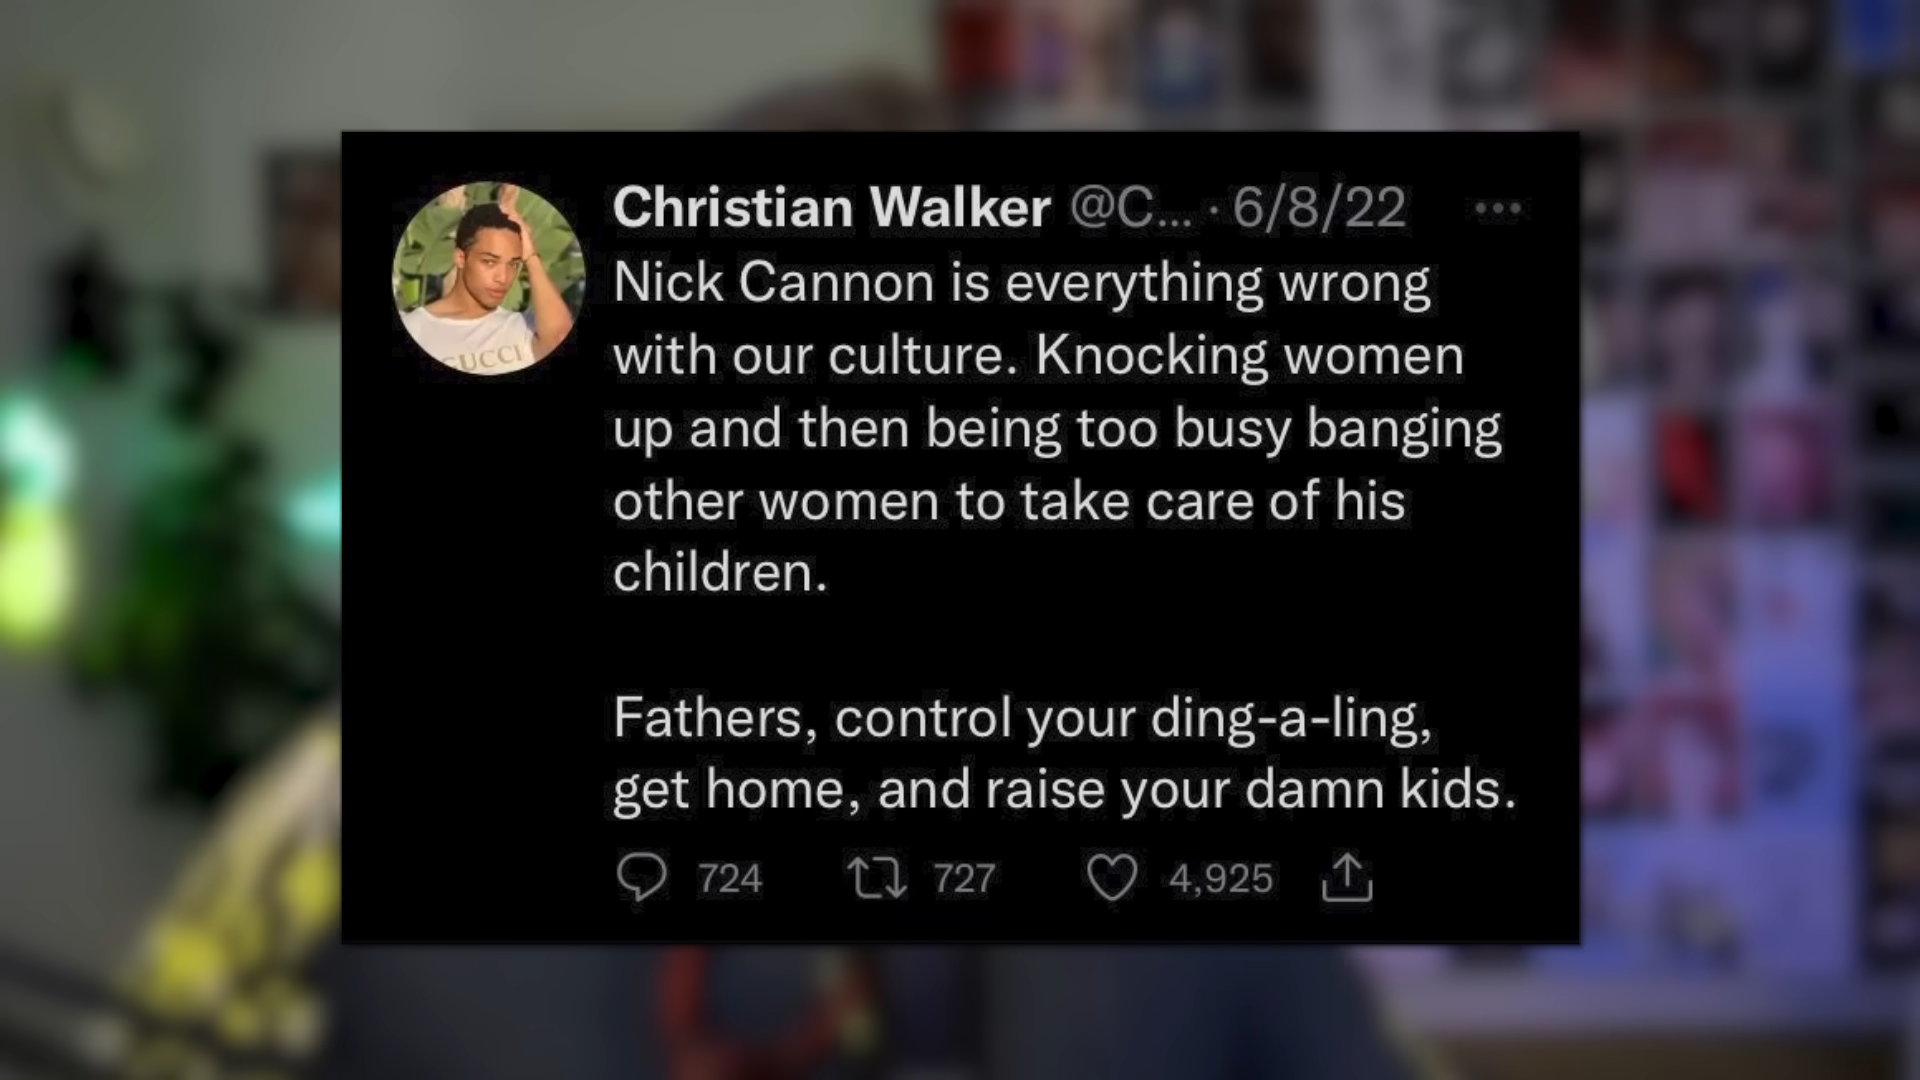 Christian Walker @C... · 6/8/22
Nick Cannon is everything wrong
with our culture. Knocking women
up and then being too busy banging
other women to take care of his
children.
Fathers, control your ding-a-ling,
get home, and raise your damn kids.
724 727 4,925
GUCCI